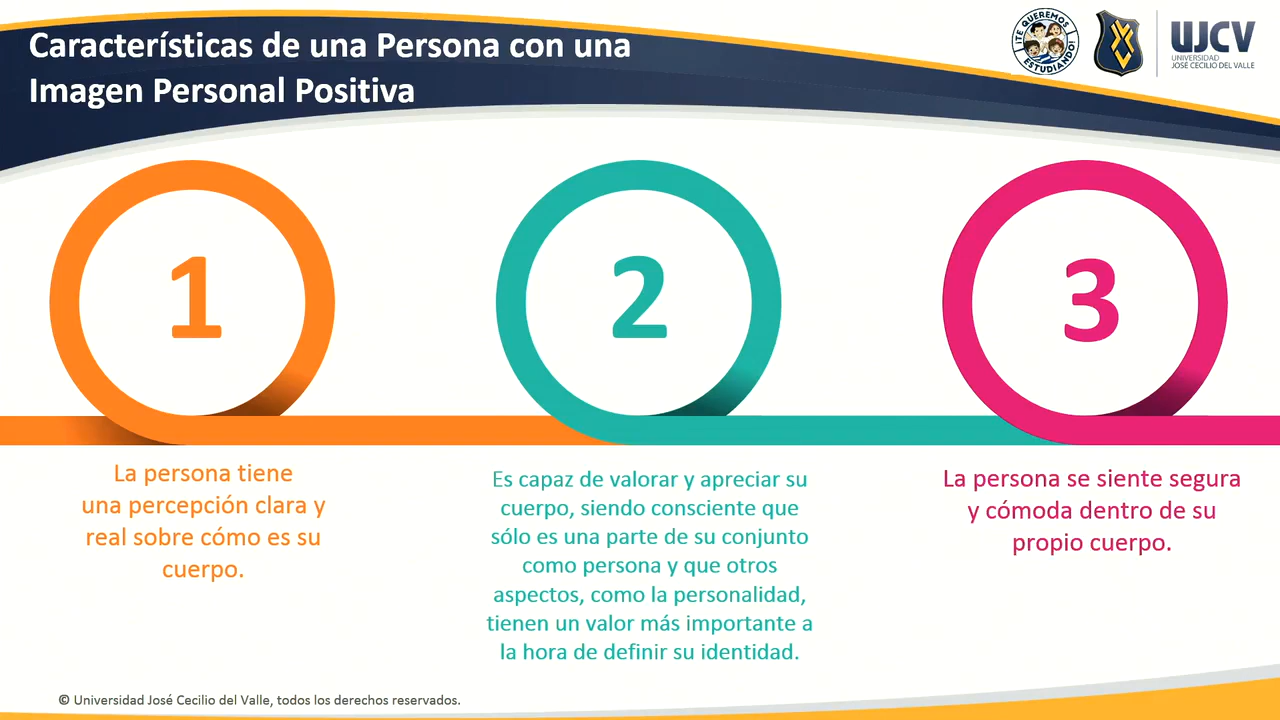 Características de una Persona con una
Imagen Personal Positiva
¡TE QUEREMOS
ESTUDIANDO!
UJCV
UNIVERSIDAD
JOSÉ CECILIO DEL VALLE
1
2
3
La persona tiene
una percepción clara y
real sobre cómo es su
cuerpo.
Es capaz de valorar y apreciar su
cuerpo, siendo consciente que
sólo es una parte de su conjunto
como persona y que otros
aspectos, como la personalidad,
tienen un valor más importante a
la hora de definir su identidad.
La persona se siente segura
y cómoda dentro de su
propio cuerpo.
© Universidad José Cecilio del Valle, todos los derechos reservados.